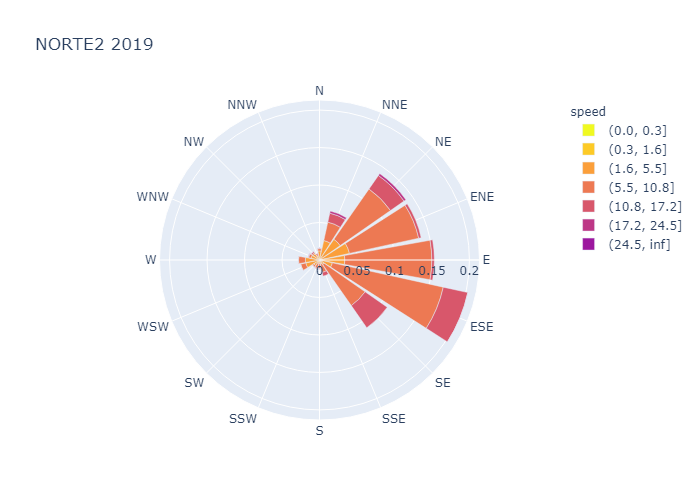 NORTE2 2019
N
NNW
NNE
speed
(0.0, 0.3]
(0.3, 1.6]
(1.6, 5.5]
(5.5, 10.8]
(10.8, 17.2]
(17.2, 24.5]
(24.5, inf]
NW
NE
WNW
ENE
W
E
0
0.05
0.1
0.15
0.2
WSW
ESE
SW
SE
SSW
SSE
S